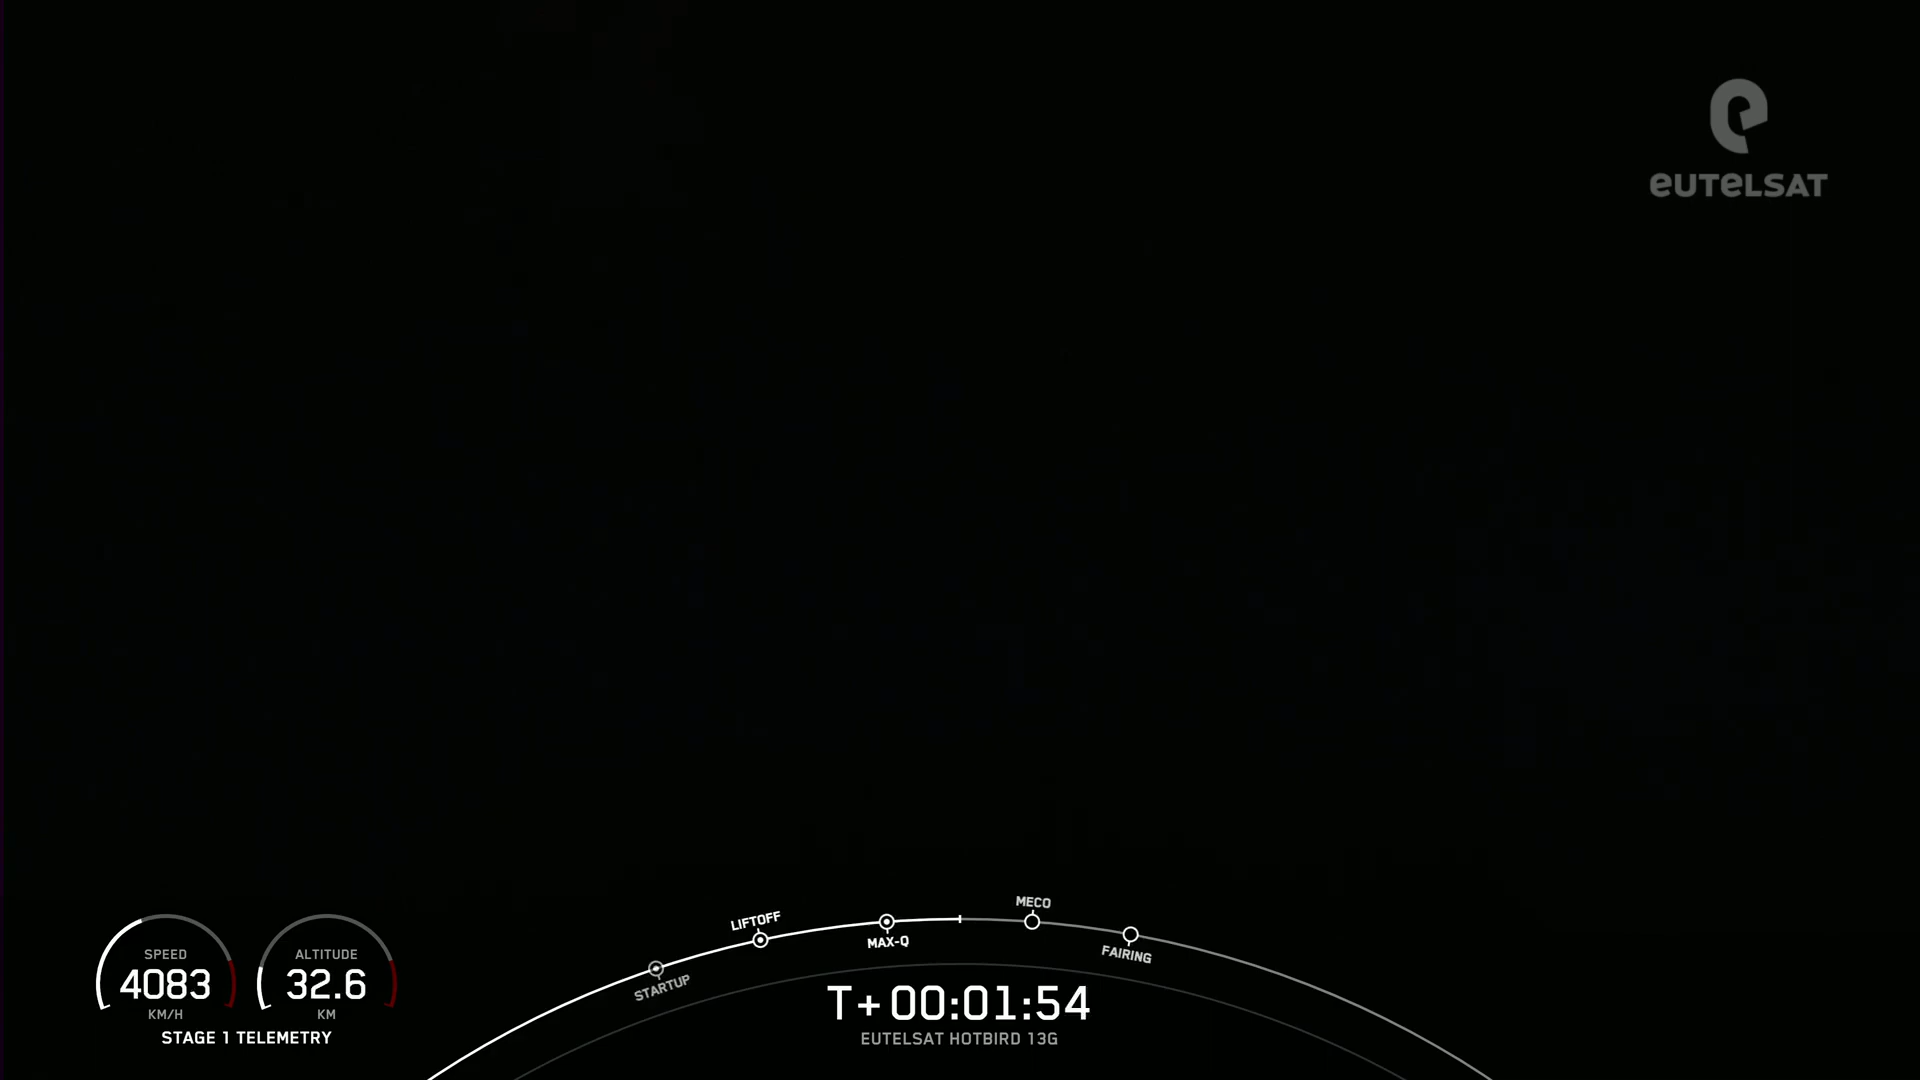 eutelsat
LIFTOFF
MECO
MAX-Q
FAIRING
STARTUP
SPEED
4083
KM/H
ALTITUDE
32.6
KM
STAGE 1 TELEMETRY
T+00:01:54
EUTELSAT HOTBIRD 13G